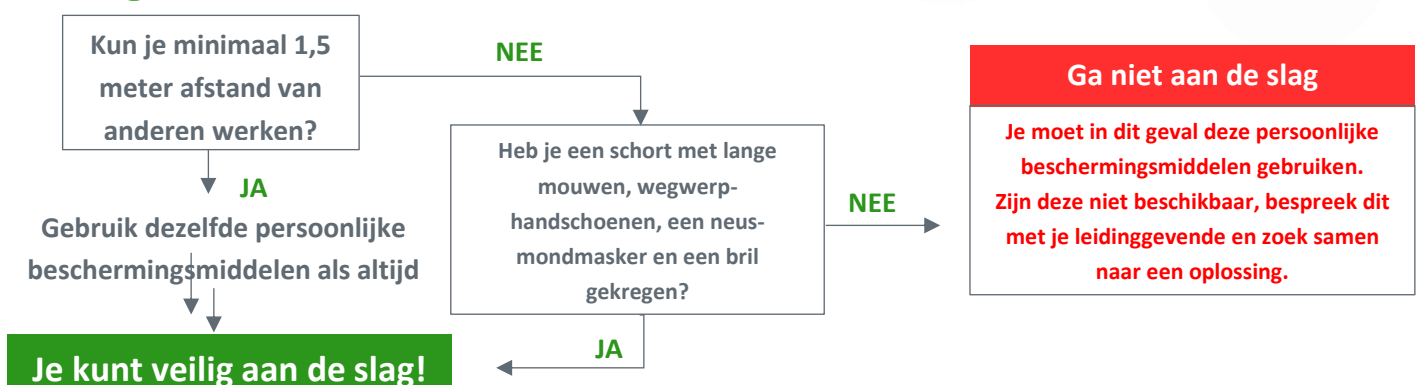 Kun je minimaal 1,5
meter afstand van
anderen werken?
NEE
JA
Gebruik dezelfde persoonlijke
beschermingsmiddelen als altijd
Heb je een schort met lange
mouwen, wegwerp-
handschoenen, een neus-
mondmasker en een bril
gekregen?
NEE
JA
Ga niet aan de slag
Je moet in dit geval deze persoonlijke
beschermingsmiddelen gebruiken.
Zijn deze niet beschikbaar, bespreek dit
met je leidinggevende en zoek samen
naar een oplossing.
Je kunt veilig aan de slag!